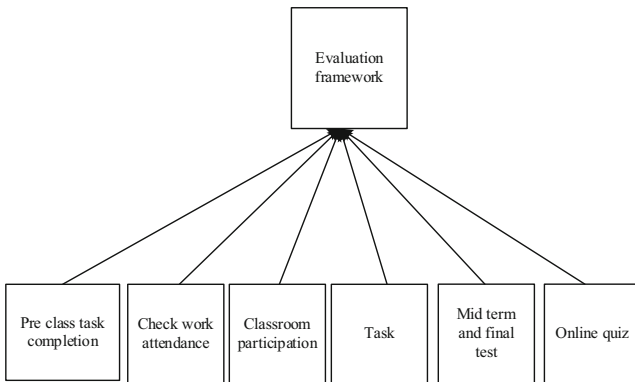 Evaluation
framework
Pre class task
completion
Check work
attendance
Classroom
participation
Task
Mid term
and final
test
Online quiz